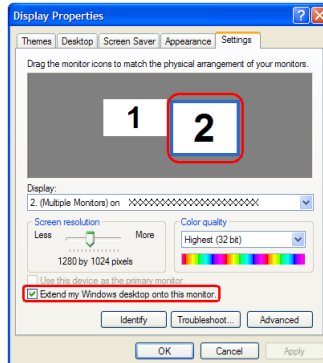 Display Properties
Themes Desktop Screen Saver Appearance Settings
Drag the monitor icons to match the physical arrangement of your monitors.
1 2
Display:
2. (Multiple Monitors) on XXXXXXXXXXXXXXXXXXXXXX
Screen resolution
Less More
1280 by 1024 pixels
Color quality
Highest (32 bit)
Use this device as the primary monitor.
Extend my Windows desktop onto this monitor.
Identify Troubleshoot... Advanced
OK Cancel Apply